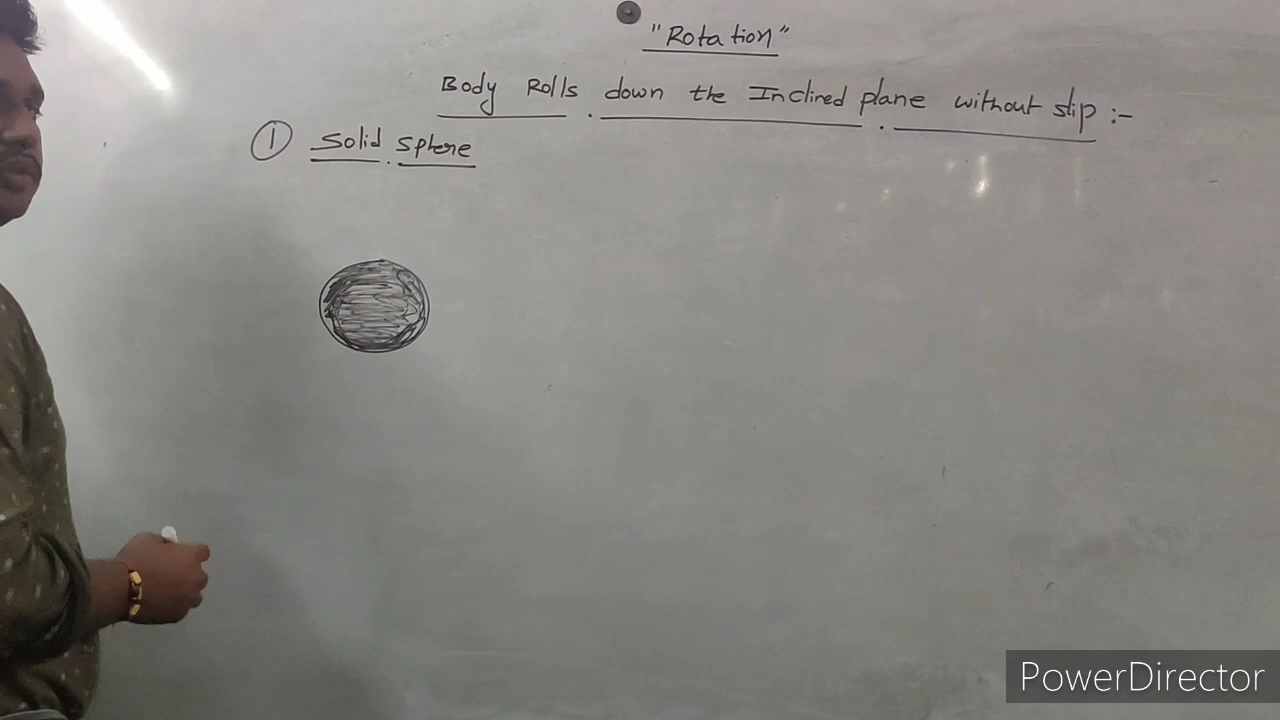 "Rotation"
Body Rolls down the Inclined plane without slip :-
① Solid Sphere
PowerDirector